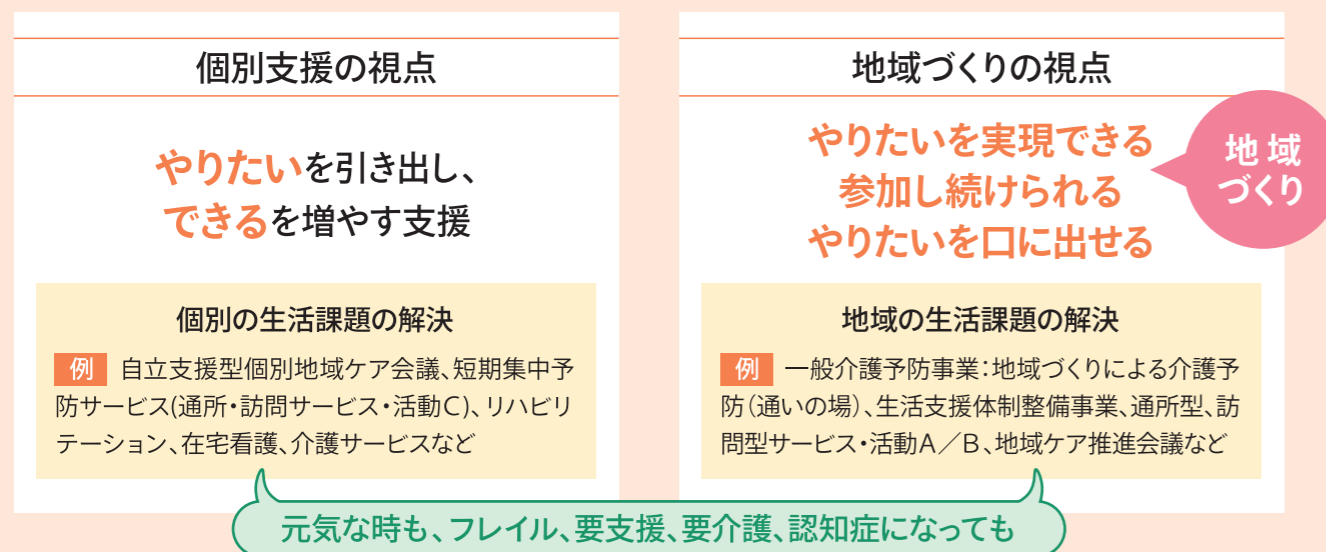 個別支援の視点
やりたいを引き出し、
できるを増やす支援
個別の生活課題の解決
例 自立支援型個別地域ケア会議、短期集中予
防サービス(通所・訪問サービス・活動C)、リハビリ
テーション、在宅看護、介護サービスなど
地域づくりの視点
やりたいを実現できる
参加し続けられる
やりたいを口に出せる
地域
づくり
地域の生活課題の解決
例 一般介護予防事業：地域づくりによる介護予
防（通いの場）、生活支援体制整備事業、通所型、訪
問型サービス・活動A／B、地域ケア推進会議など
元気な時も、フレイル、要支援、要介護、認知症になっても